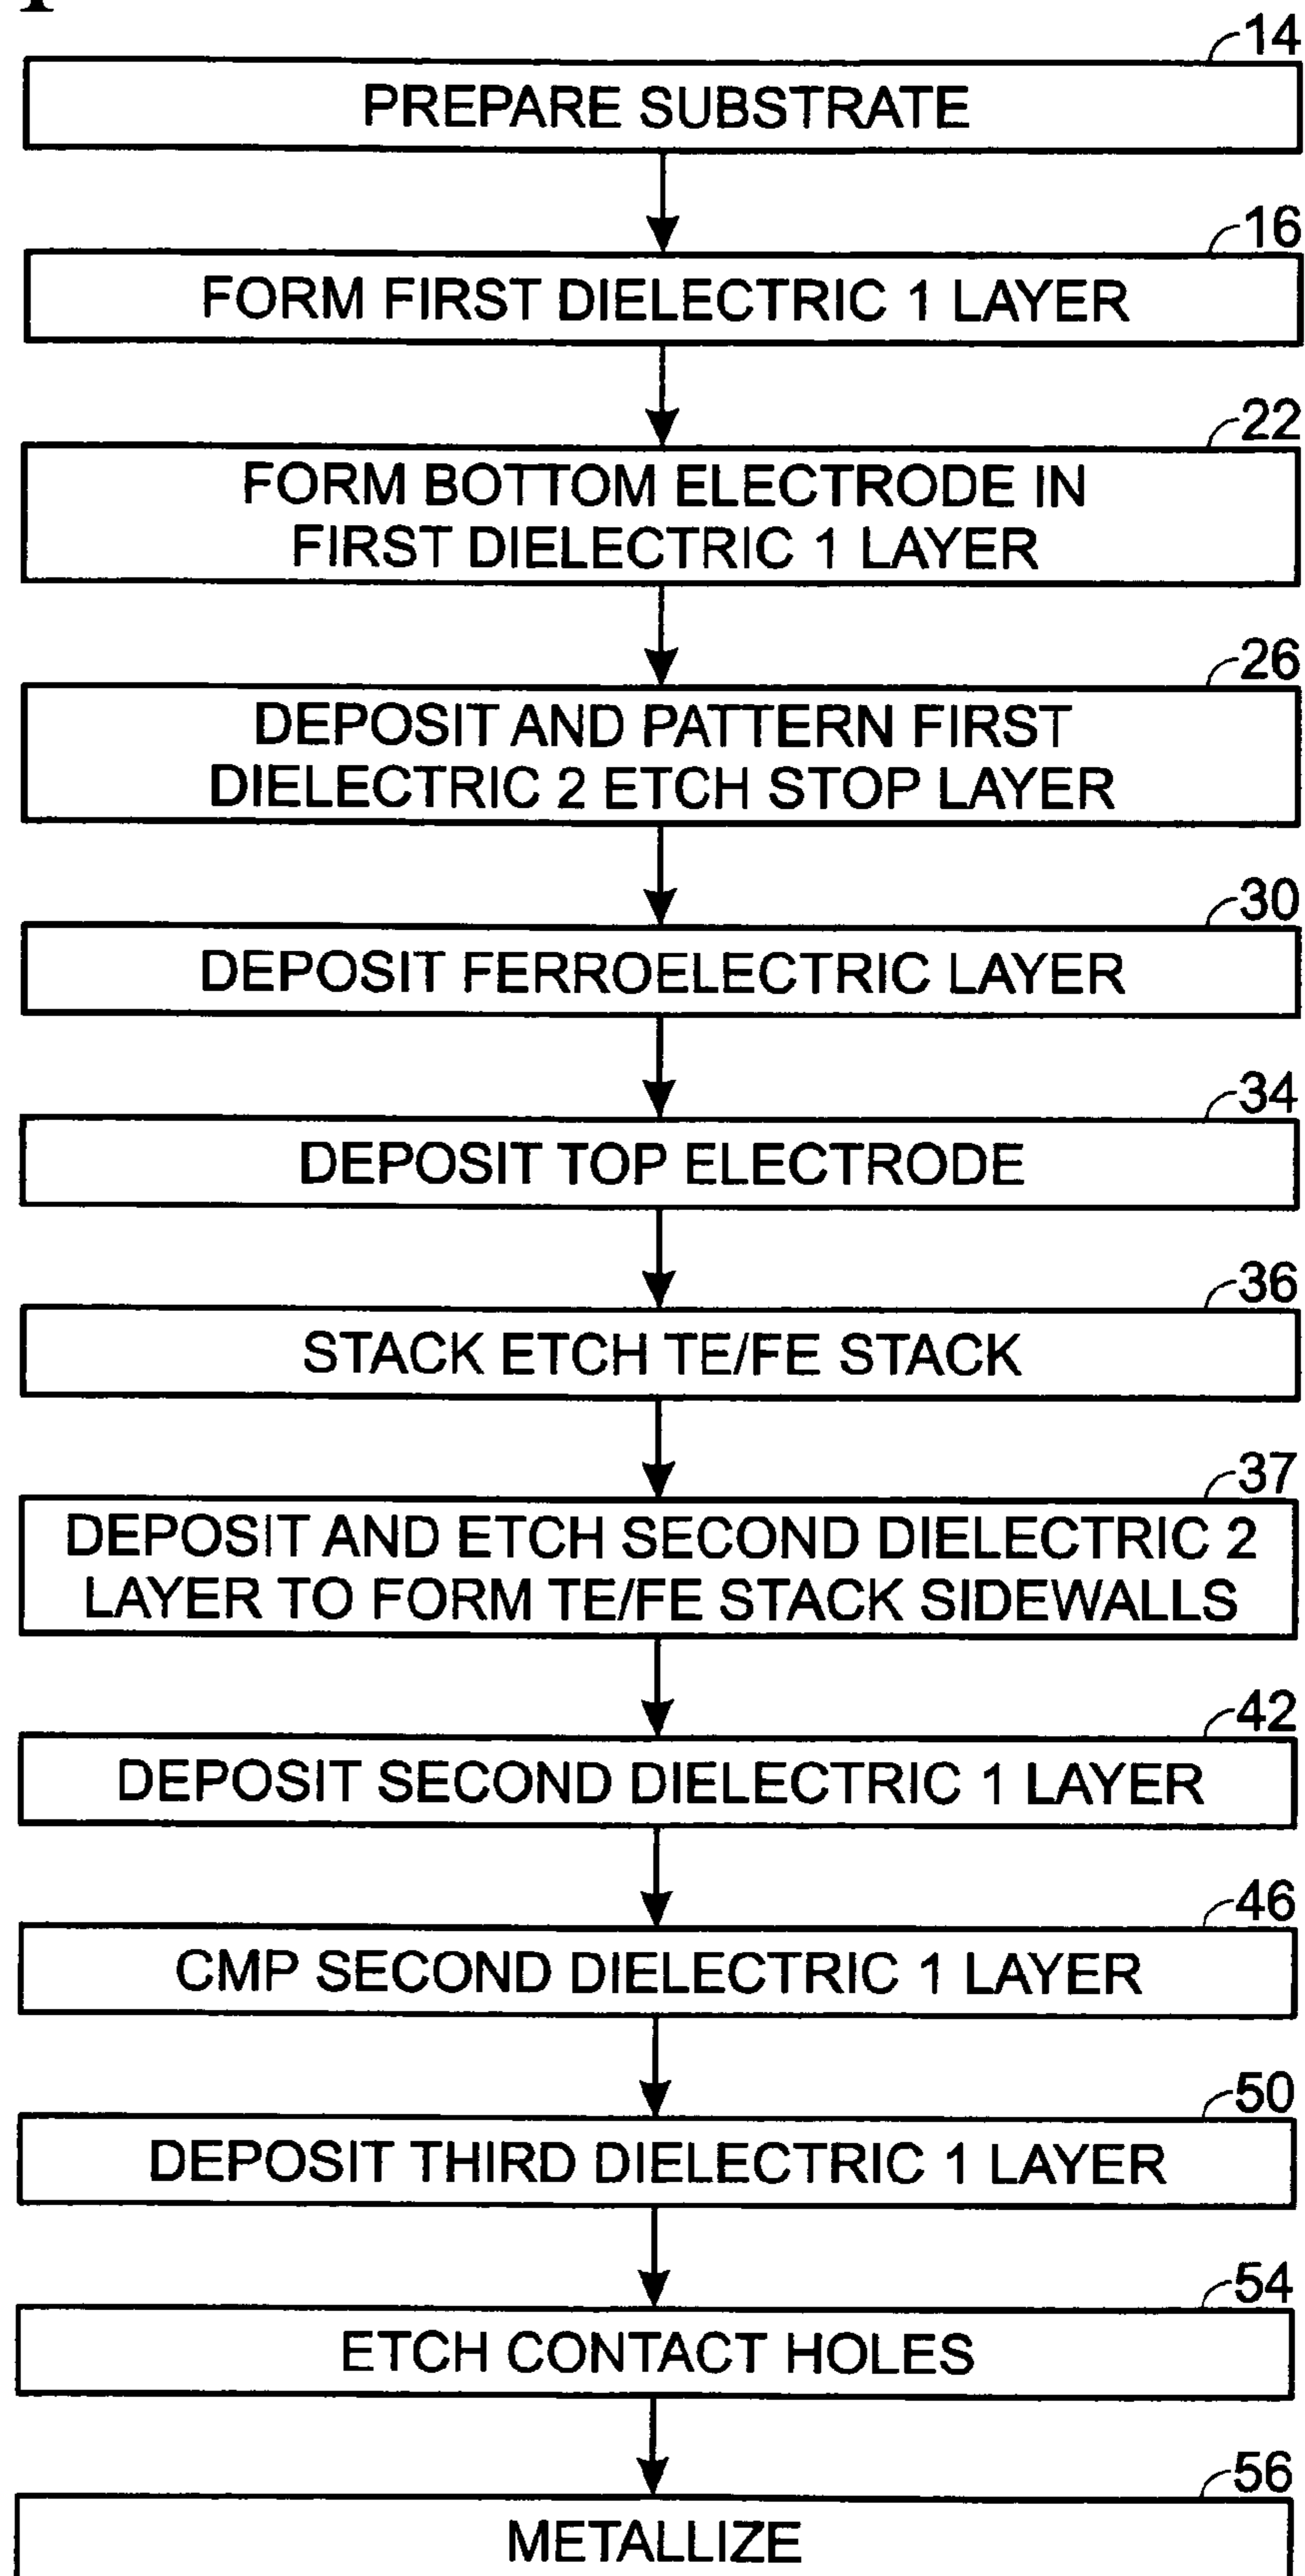 14
PREPARE SUBSTRATE
16
FORM FIRST DIELECTRIC 1 LAYER
22
FORM BOTTOM ELECTRODE IN
FIRST DIELECTRIC 1 LAYER
26
DEPOSIT AND PATTERN FIRST
DIELECTRIC 2 ETCH STOP LAYER
30
DEPOSIT FERROELECTRIC LAYER
34
DEPOSIT TOP ELECTRODE
36
STACK ETCH TE/FE STACK
37
DEPOSIT AND ETCH SECOND DIELECTRIC 2
LAYER TO FORM TE/FE STACK SIDEWALLS
42
DEPOSIT SECOND DIELECTRIC 1 LAYER
46
CMP SECOND DIELECTRIC 1 LAYER
50
DEPOSIT THIRD DIELECTRIC 1 LAYER
54
ETCH CONTACT HOLES
56
METALLIZE